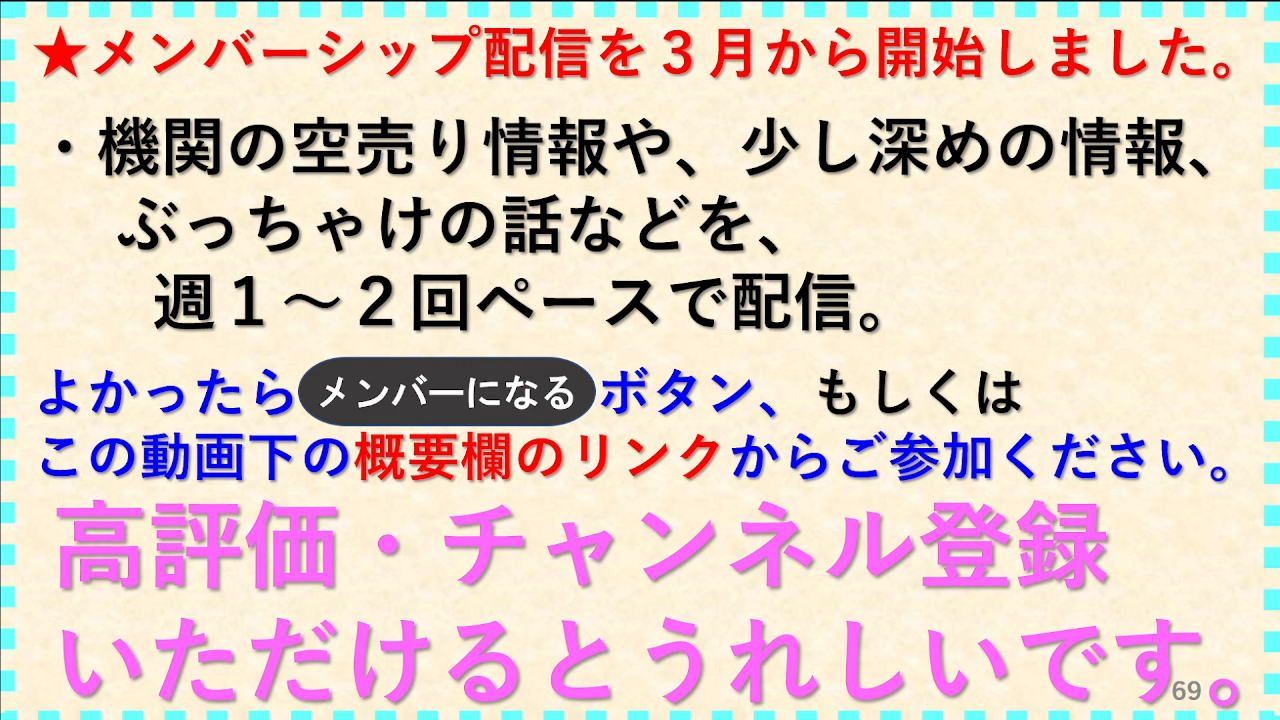 ★メンバーシップ配信を３月から開始しました。
・機関の空売り情報や、少し深めの情報、
ぶっちゃけの話などを、
週１～２回ペースで配信。
よかったらメンバーになるボタン、もしくは
この動画下の概要欄のリンクからご参加ください。
高評価・チャンネル登録
いただけるとうれしいです。
69